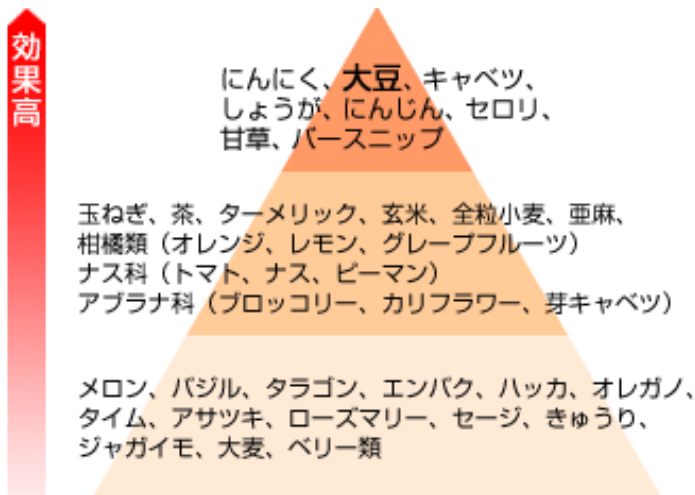 効果高
にんにく、大豆、キャベツ、
しょうが、にんじん、セロリ、
甘草、パースニップ
玉ねぎ、茶、ターメリック、玄米、全粒小麦、亜麻、
柑橘類（オレンジ、レモン、グレープフルーツ）
ナス科（トマト、ナス、ピーマン）
アブラナ科（ブロッコリー、カリフラワー、芽キャベツ）
メロン、バジル、タラゴン、エンバク、ハッカ、オレガノ、
タイム、アサツキ、ローズマリー、セージ、きゅうり、
ジャガイモ、大麦、ベリー類